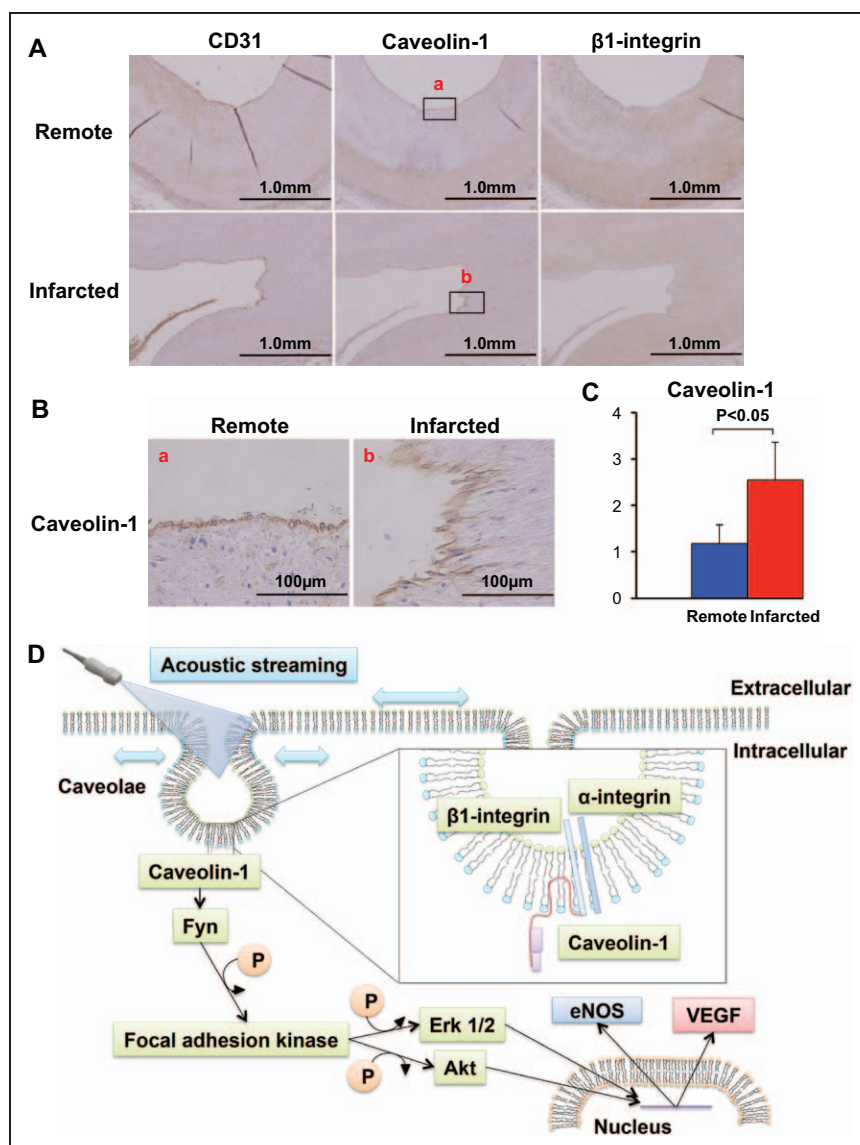 A
CD31 Caveolin-1 β1-integrin
Remote
a
1.0mm 1.0mm 1.0mm
Infarcted
b
1.0mm 1.0mm 1.0mm
B
Remote Infarcted
a b
Caveolin-1
100μm 100μm
C
Caveolin-1
P<0.05
4
3
2
1
0
Remote Infarcted
D
Acoustic streaming
Extracellular
Intracellular
Caveolae
β1-integrin
α-integrin
Caveolin-1
Caveolin-1
Fyn
P
Focal adhesion kinase
P
Erk 1/2
P
Akt
eNOS
VEGF
Nucleus